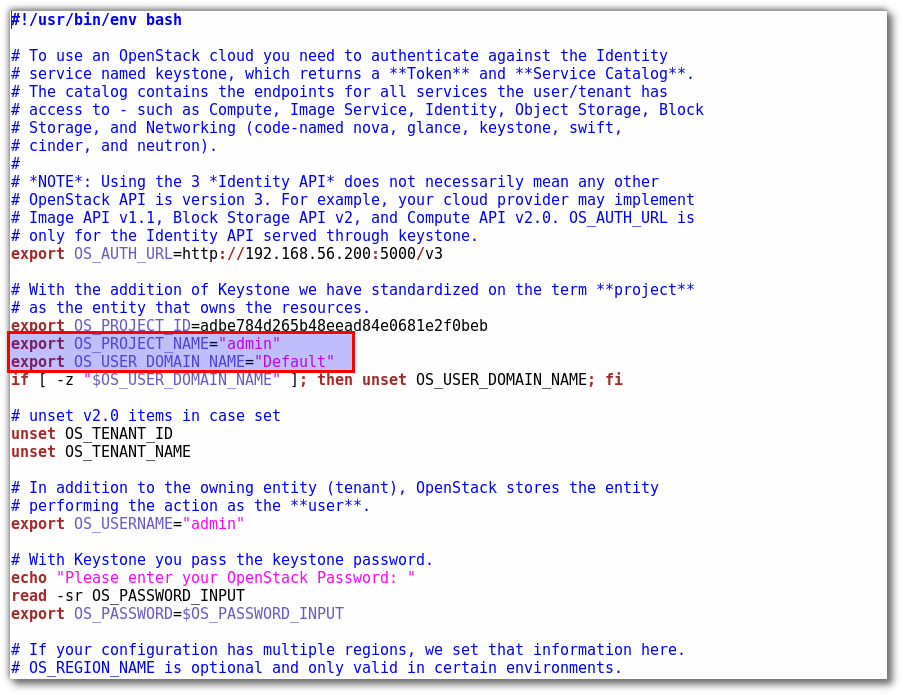 #!/usr/bin/env bash
# To use an OpenStack cloud you need to authenticate against the Identity
# service named keystone, which returns a **Token** and **Service Catalog**.
# The catalog contains the endpoints for all services the user/tenant has
# access to - such as Compute, Image Service, Identity, Object Storage, Block
# Storage, and Networking (code-named nova, glance, keystone, swift,
# cinder, and neutron).
#
# *NOTE*: Using the 3 *Identity API* does not necessarily mean any other
# OpenStack API is version 3. For example, your cloud provider may implement
# Image API v1.1, Block Storage API v2, and Compute API v2.0. OS_AUTH_URL is
# only for the Identity API served through keystone.
export OS_AUTH_URL=http://192.168.56.200:5000/v3
# With the addition of Keystone we have standardized on the term **project**
# as the entity that owns the resources.
export OS_PROJECT_ID=adbe784d265b48eead84e0681e2f0beb
export OS_PROJECT_NAME="admin"
export OS_USER_DOMAIN_NAME="Default"
if [ -z "$OS_USER_DOMAIN_NAME" ]; then unset OS_USER_DOMAIN_NAME; fi
# unset v2.0 items in case set
unset OS_TENANT_ID
unset OS_TENANT_NAME
# In addition to the owning entity (tenant), OpenStack stores the entity
# performing the action as the **user**.
export OS_USERNAME="admin"
# With Keystone you pass the keystone password.
echo "Please enter your OpenStack Password: "
read -sr OS_PASSWORD_INPUT
export OS_PASSWORD=$OS_PASSWORD_INPUT
# If your configuration has multiple regions, we set that information here.
# OS_REGION_NAME is optional and only valid in certain environments.